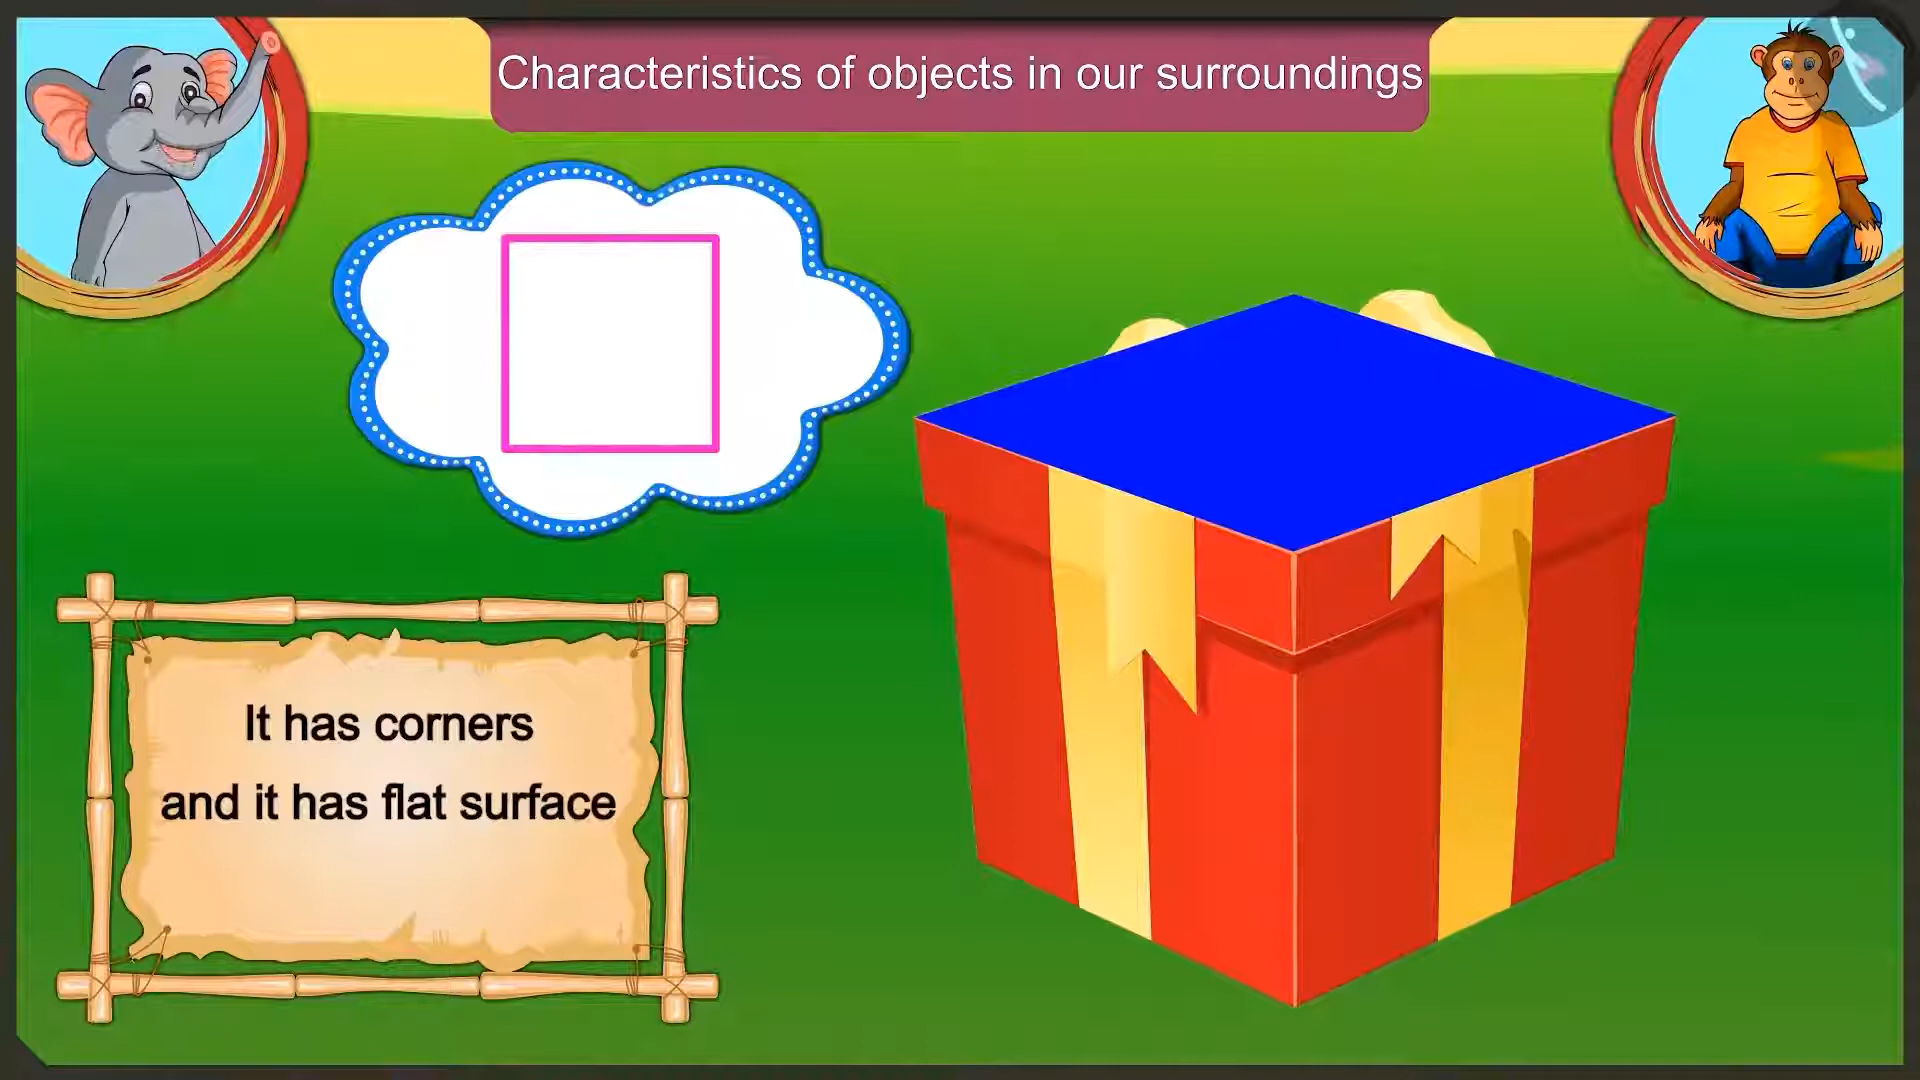 Characteristics of objects in our surroundings
It has corners
and it has flat surface